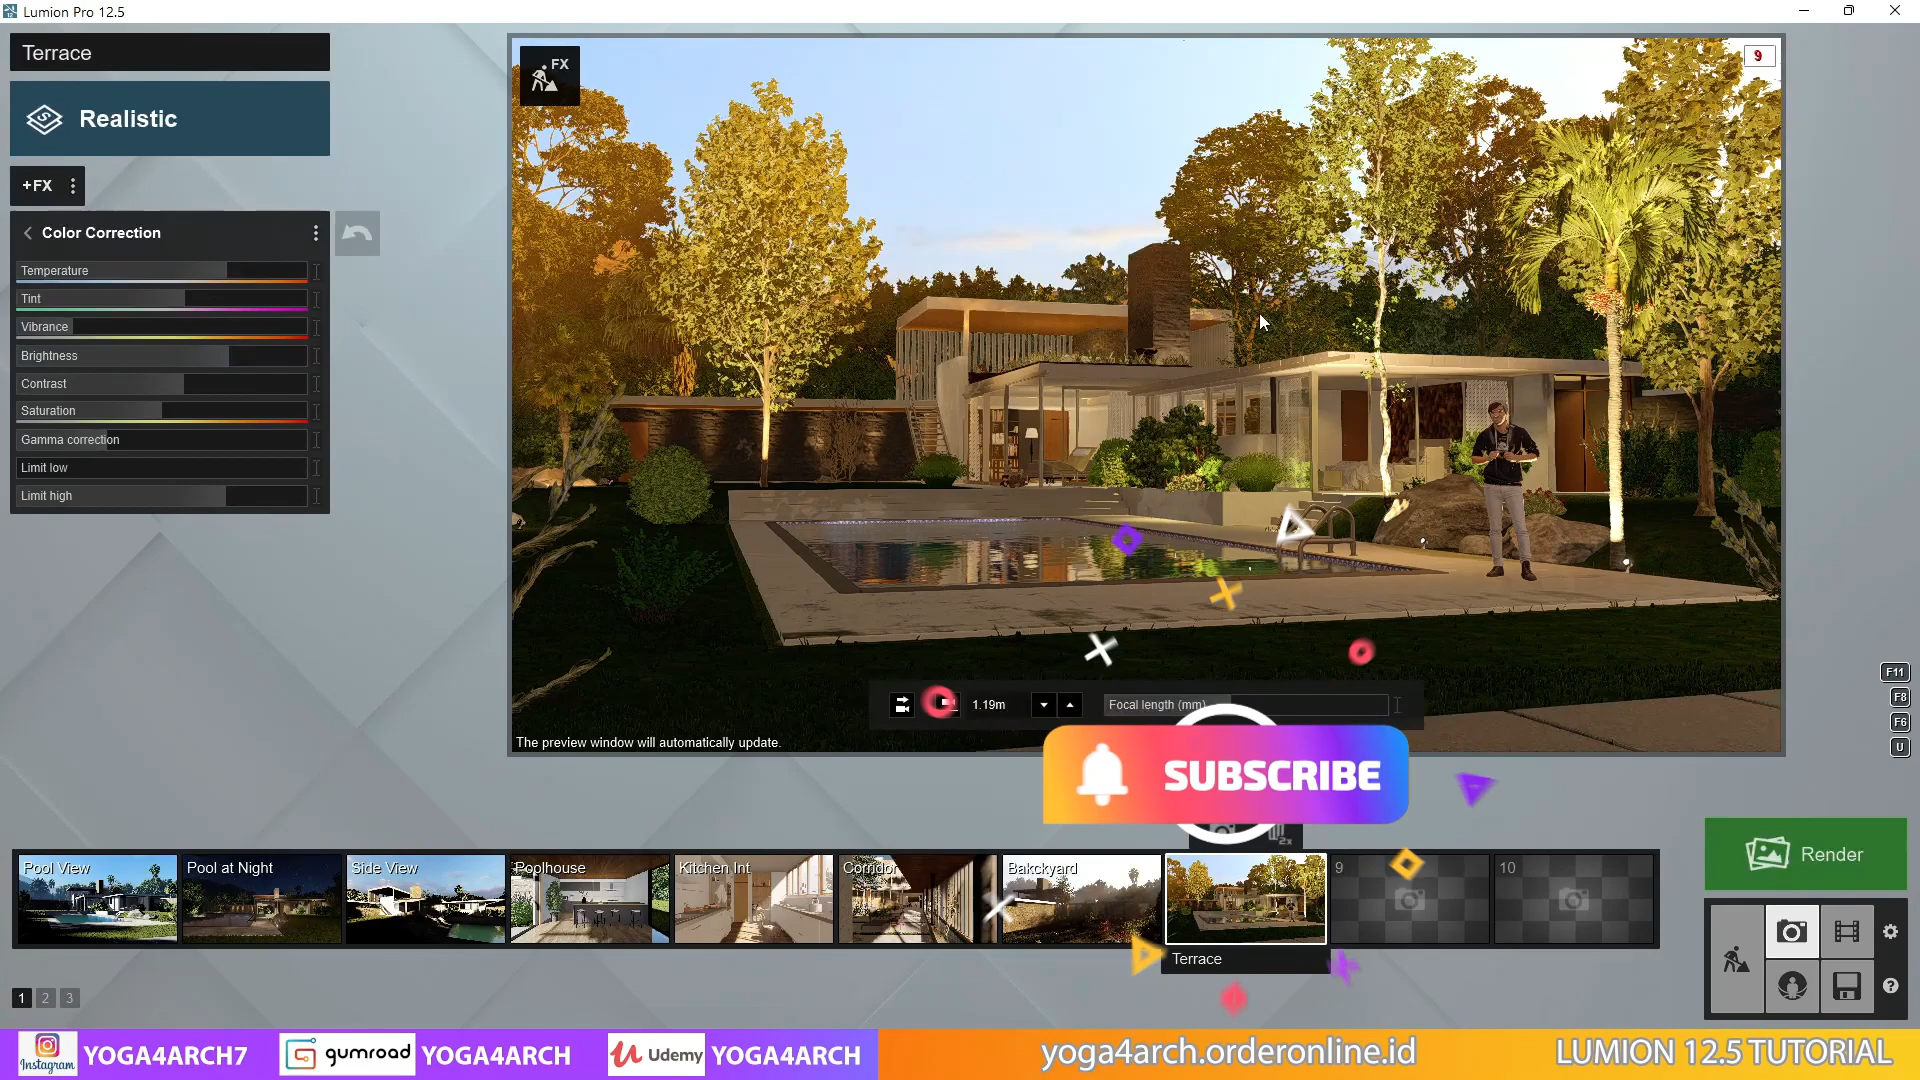 Lumion Pro 12.5
Terrace
Realistic
+FX
Color Correction
Temperature
Tint
Vibrance
Brightness
Contrast
Saturation
Gamma correction
Limit low
Limit high
FX
9
1.19m
Focal length (mm)
The preview window will automatically update.
SUBSCRIBE
F11
F8
F6
U
2x
Pool View
Pool at Night
Side View
Poolhouse
Kitchen Int
Corridor
Bakckyard
9
10
Terrace
Render
?
1 2 3
Instagram
YOGA4ARCH7
gumroad
YOGA4ARCH
Udemy
YOGA4ARCH
yoga4arch.orderonline.id
LUMION 12.5 TUTORIAL